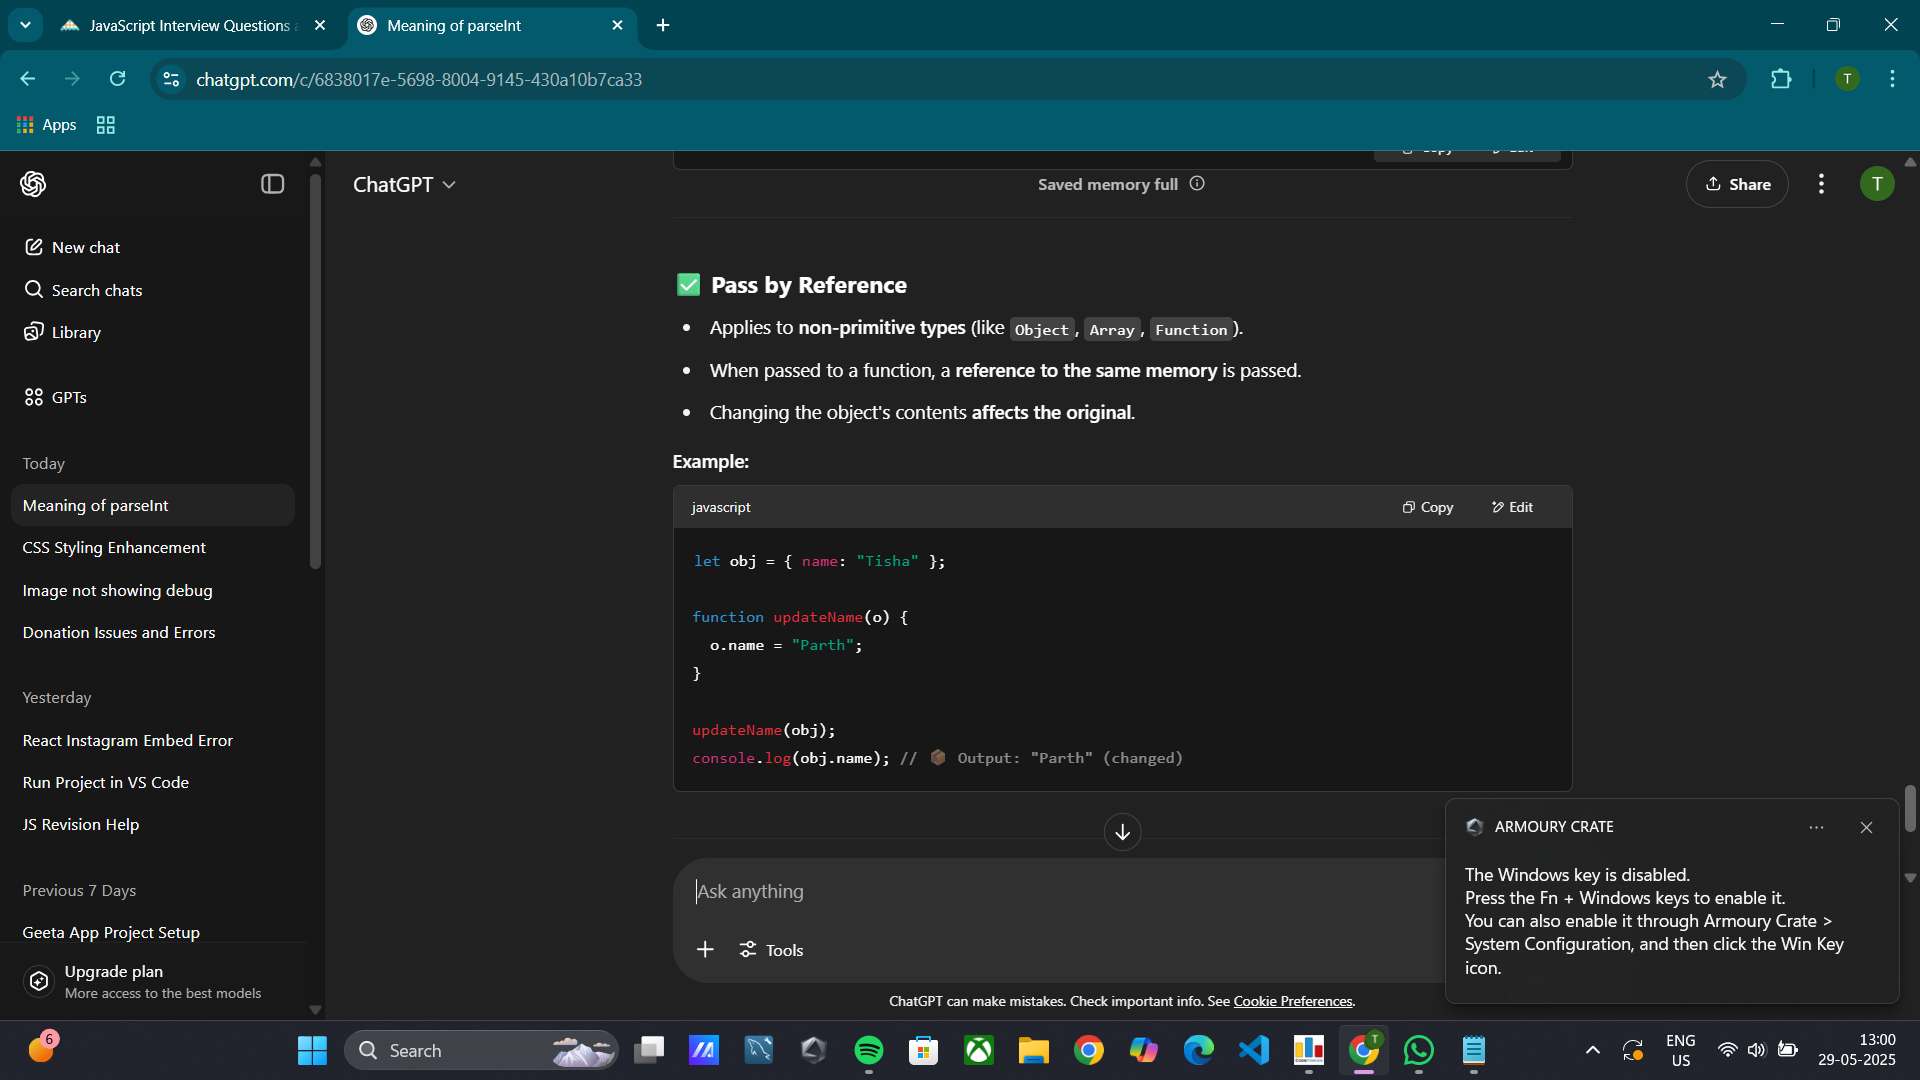 JavaScript Interview Questions a
Meaning of parseInt
chatgpt.com/c/6838017e-5698-8004-9145-430a10b7ca33
T
Apps
ChatGPT
Saved memory full
Share
T
New chat
Search chats
Library
GPTs
Today
Meaning of parseInt
CSS Styling Enhancement
Image not showing debug
Donation Issues and Errors
Yesterday
React Instagram Embed Error
Run Project in VS Code
JS Revision Help
Previous 7 Days
Geeta App Project Setup
Upgrade plan
More access to the best models
✅ Pass by Reference
• Applies to non-primitive types (like Object, Array, Function).
• When passed to a function, a reference to the same memory is passed.
• Changing the object's contents affects the original.
Example:
javascript
Copy
Edit
let obj = { name: "Tisha" };
function updateName(o) {
o.name = "Parth";
}
updateName(obj);
console.log(obj.name); // 📦 Output: "Parth" (changed)
Ask anything
Tools
ChatGPT can make mistakes. Check important info. See Cookie Preferences.
ARMOURY CRATE
The Windows key is disabled.
Press the Fn + Windows keys to enable it.
You can also enable it through Armoury Crate >
System Configuration, and then click the Win Key
icon.
6
Search
T
ENG
US
13:00
29-05-2025